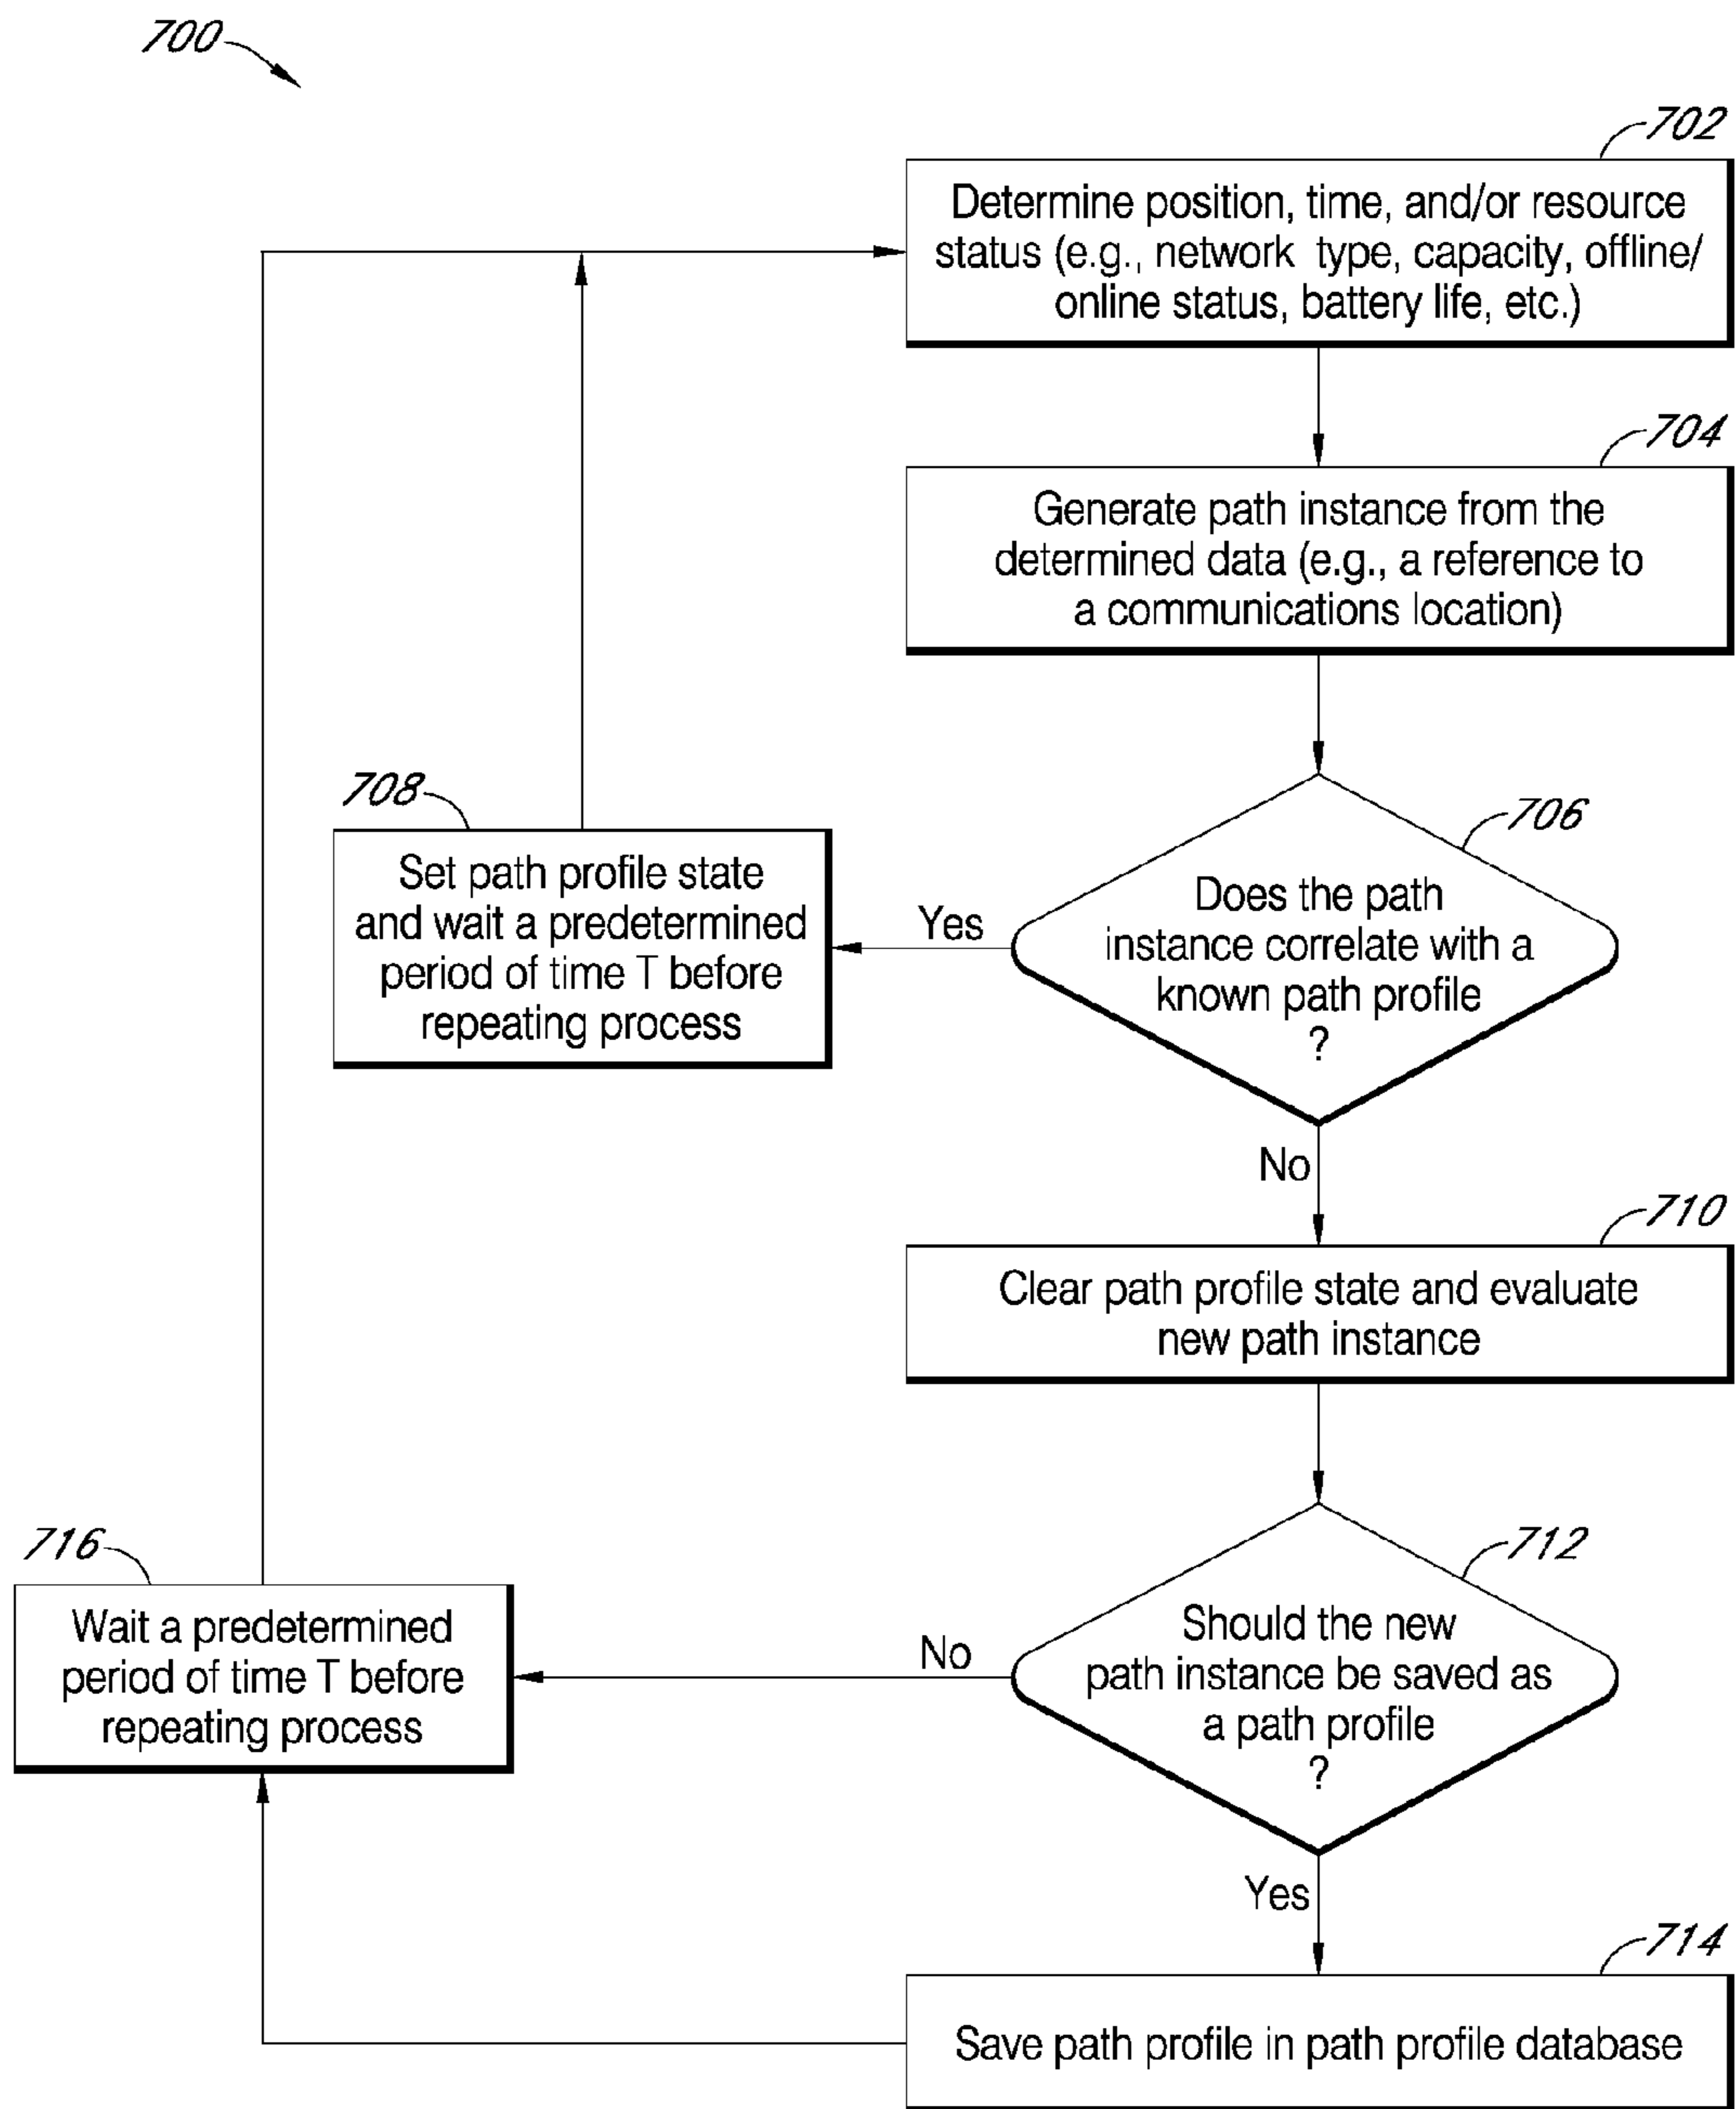 700
702
Determine position, time, and/or resource
status (e.g., network type, capacity, offline/
online status, battery life, etc.)
704
Generate path instance from the
determined data (e.g., a reference to
a communications location)
706
Does the path
instance correlate with a
known path profile
?
Yes
708
Set path profile state
and wait a predetermined
period of time T before
repeating process
No
710
Clear path profile state and evaluate
new path instance
712
Should the new
path instance be saved as
a path profile
?
No
716
Wait a predetermined
period of time T before
repeating process
Yes
714
Save path profile in path profile database